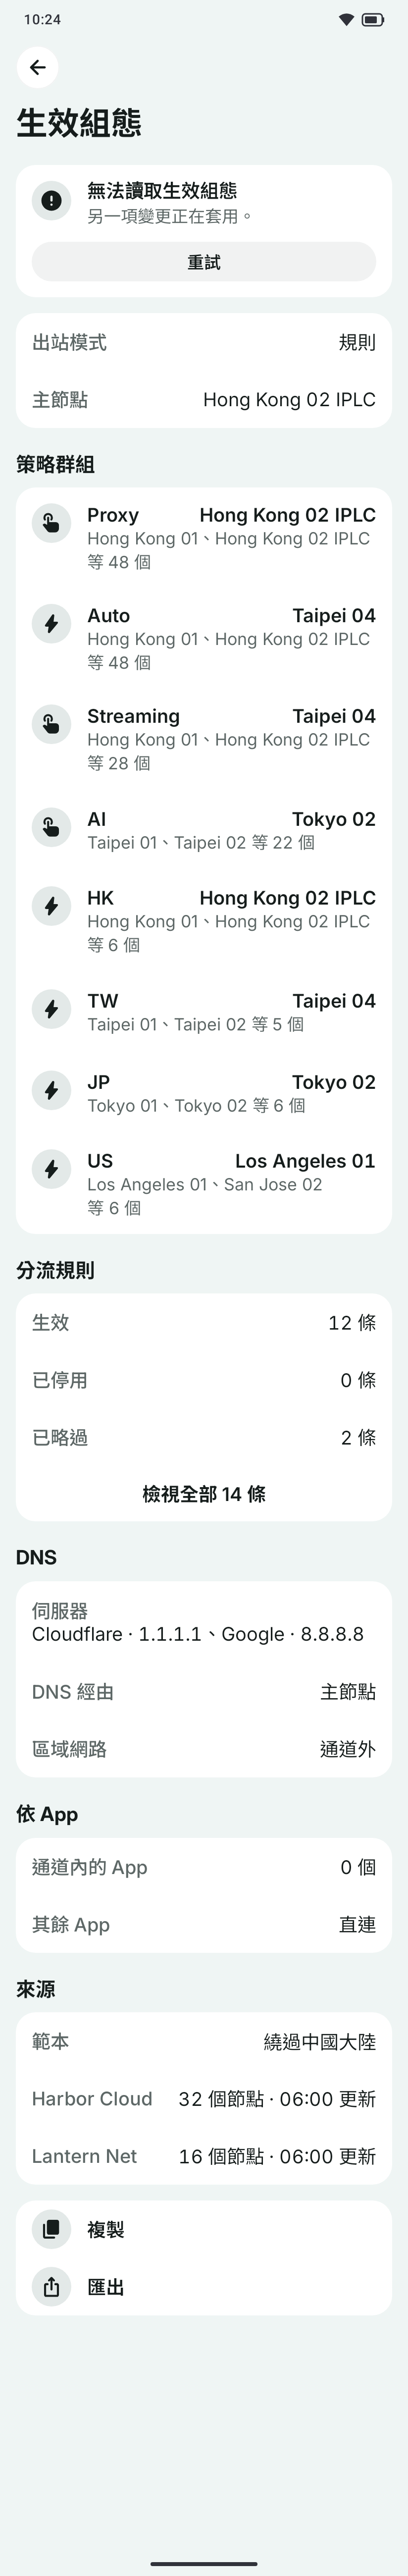 10:24
生效組態
無法讀取生效組態
另一項變更正在套用。
重試
出站模式 規則
主節點 Hong Kong 02 IPLC
策略群組
Proxy Hong Kong 02 IPLC
Hong Kong 01、Hong Kong 02 IPLC
等 48 個
Auto Taipei 04
Hong Kong 01、Hong Kong 02 IPLC
等 48 個
Streaming Taipei 04
Hong Kong 01、Hong Kong 02 IPLC
等 28 個
AI Tokyo 02
Taipei 01、Taipei 02 等 22 個
HK Hong Kong 02 IPLC
Hong Kong 01、Hong Kong 02 IPLC
等 6 個
TW Taipei 04
Taipei 01、Taipei 02 等 5 個
JP Tokyo 02
Tokyo 01、Tokyo 02 等 6 個
US Los Angeles 01
Los Angeles 01、San Jose 02
等 6 個
分流規則
生效 12 條
已停用 0 條
已略過 2 條
檢視全部 14 條
DNS
伺服器
Cloudflare · 1.1.1.1、Google · 8.8.8.8
DNS 經由 主節點
區域網路 通道外
依 App
通道內的 App 0 個
其餘 App 直連
來源
範本 繞過中國大陸
Harbor Cloud 32 個節點 · 06:00 更新
Lantern Net 16 個節點 · 06:00 更新
複製
匯出